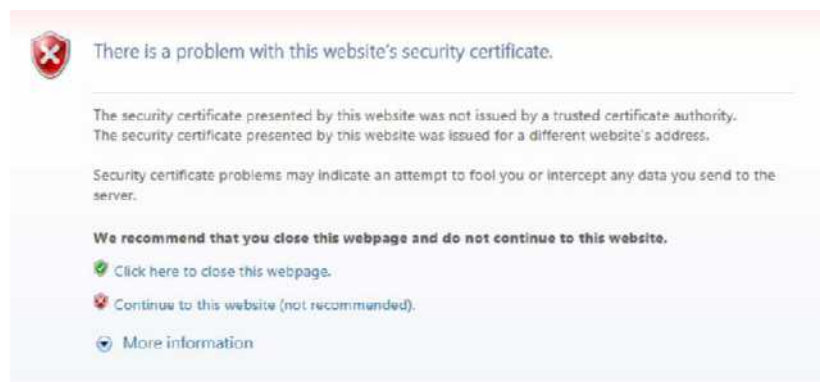 There is a problem with this website's security certificate.
The security certificate presented by this website was not issued by a trusted certificate authority.
The security certificate presented by this website was issued for a different website's address.
Security certificate problems may indicate an attempt to fool you or intercept any data you send to the
server.
We recommend that you close this webpage and do not continue to this website.
Click here to close this webpage.
Continue to this website (not recommended).
More information